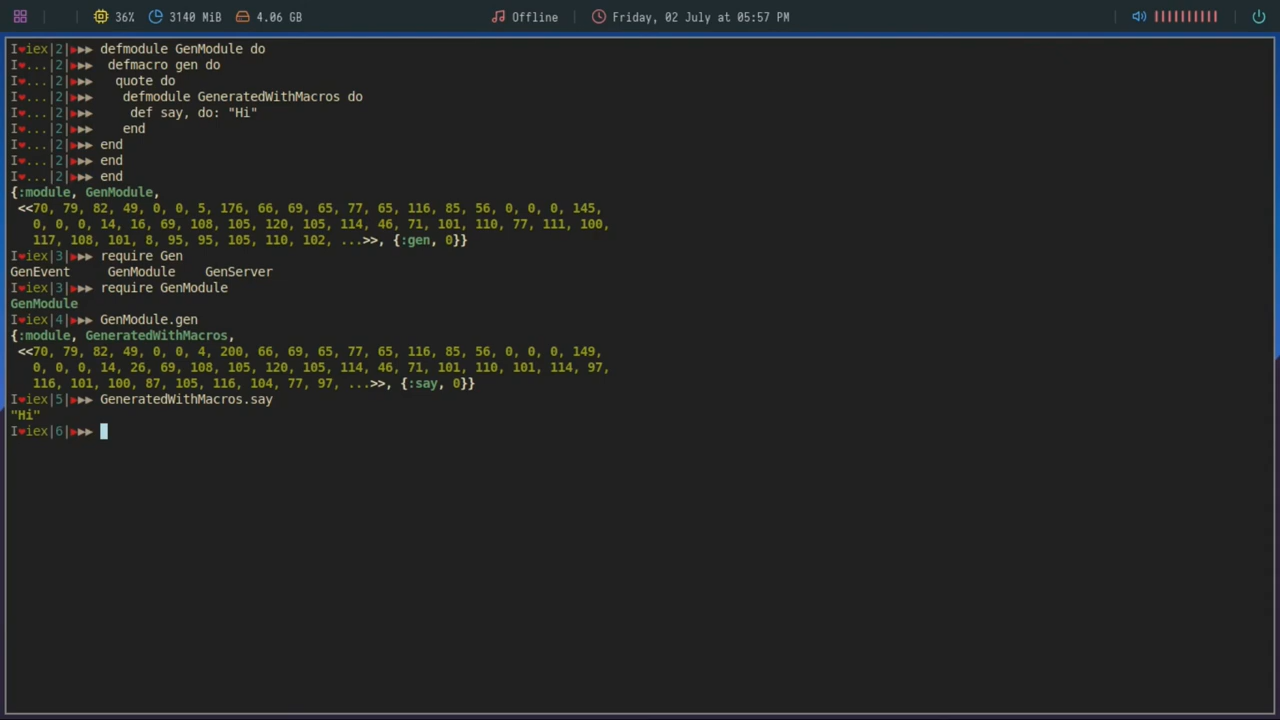 36% 3140 MiB 4.06 GB Offline Friday, 02 July at 05:57 PM
I♥iex|2|▶▶▶ defmodule GenModule do
I♥...|2|▶▶▶  defmacro gen do
I♥...|2|▶▶▶   quote do
I♥...|2|▶▶▶    defmodule GeneratedWithMacros do
I♥...|2|▶▶▶     def say, do: "Hi"
I♥...|2|▶▶▶    end
I♥...|2|▶▶▶ end
I♥...|2|▶▶▶ end
I♥...|2|▶▶▶ end
{:module, GenModule,
 <<70, 79, 82, 49, 0, 0, 5, 176, 66, 69, 65, 77, 65, 116, 85, 56, 0, 0, 0, 145,
   0, 0, 0, 14, 16, 69, 108, 105, 120, 105, 114, 46, 71, 101, 110, 77, 111, 100,
   117, 108, 101, 8, 95, 95, 105, 110, 102, ...>>, {:gen, 0}}
I♥iex|3|▶▶▶ require Gen
GenEvent     GenModule    GenServer
I♥iex|3|▶▶▶ require GenModule
GenModule
I♥iex|4|▶▶▶ GenModule.gen
{:module, GeneratedWithMacros,
 <<70, 79, 82, 49, 0, 0, 4, 200, 66, 69, 65, 77, 65, 116, 85, 56, 0, 0, 0, 149,
   0, 0, 0, 14, 26, 69, 108, 105, 120, 105, 114, 46, 71, 101, 110, 101, 114, 97,
   116, 101, 100, 87, 105, 116, 104, 77, 97, ...>>, {:say, 0}}
I♥iex|5|▶▶▶ GeneratedWithMacros.say
"Hi"
I♥iex|6|▶▶▶